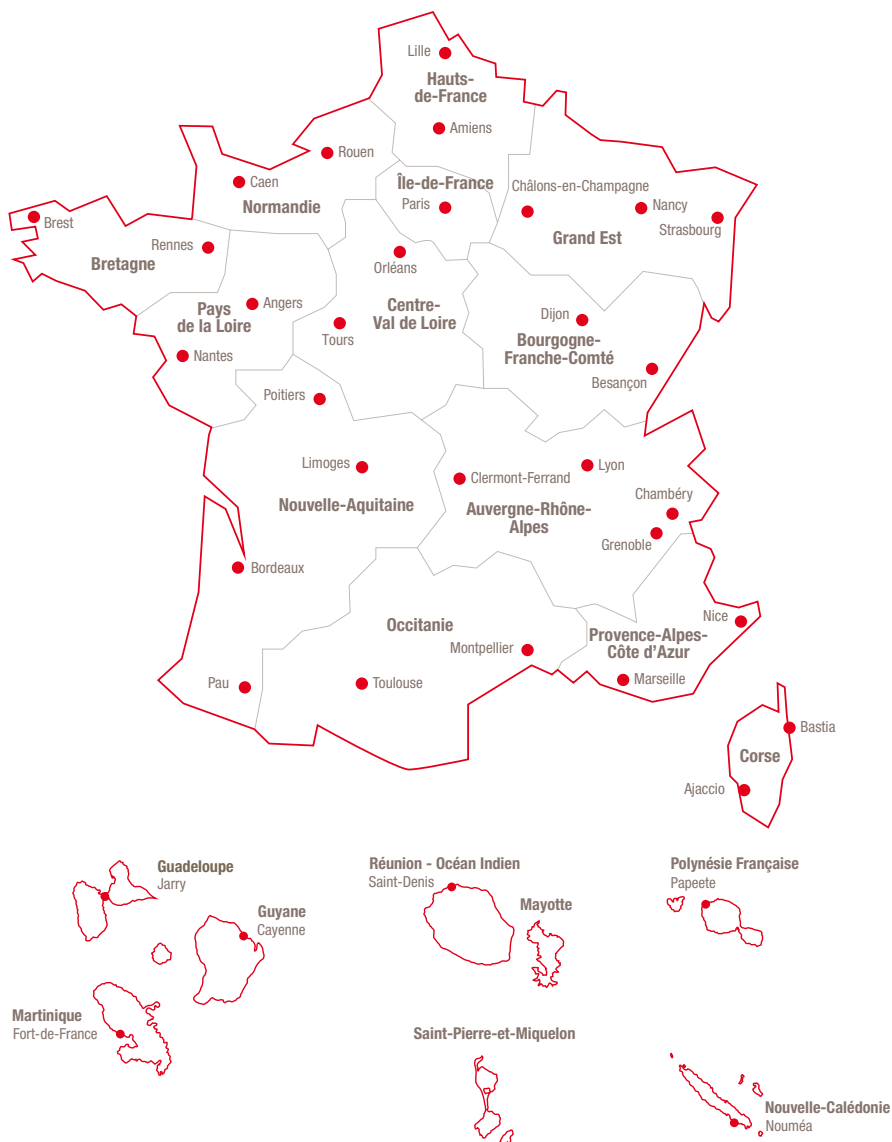 Lille
Hauts-
de-France
Amiens
Rouen
Caen
Normandie
Île-de-France
Paris
Châlons-en-Champagne
Nancy
Strasbourg
Grand Est
Brest
Rennes
Bretagne
Orléans
Centre-
Val de Loire
Tours
Pays
de la Loire
Angers
Nantes
Dijon
Bourgogne-
Franche-Comté
Besançon
Poitiers
Limoges
Nouvelle-Aquitaine
Bordeaux
Pau
Clermont-Ferrand
Lyon
Auvergne-Rhône-
Alpes
Chambéry
Grenoble
Occitanie
Montpellier
Toulouse
Nice
Provence-Alpes-
Côte d'Azur
Marseille
Bastia
Corse
Ajaccio
Guadeloupe
Jarry
Guyane
Cayenne
Martinique
Fort-de-France
Réunion - Océan Indien
Saint-Denis
Mayotte
Saint-Pierre-et-Miquelon
Polynésie Française
Papeete
Nouvelle-Calédonie
Nouméa